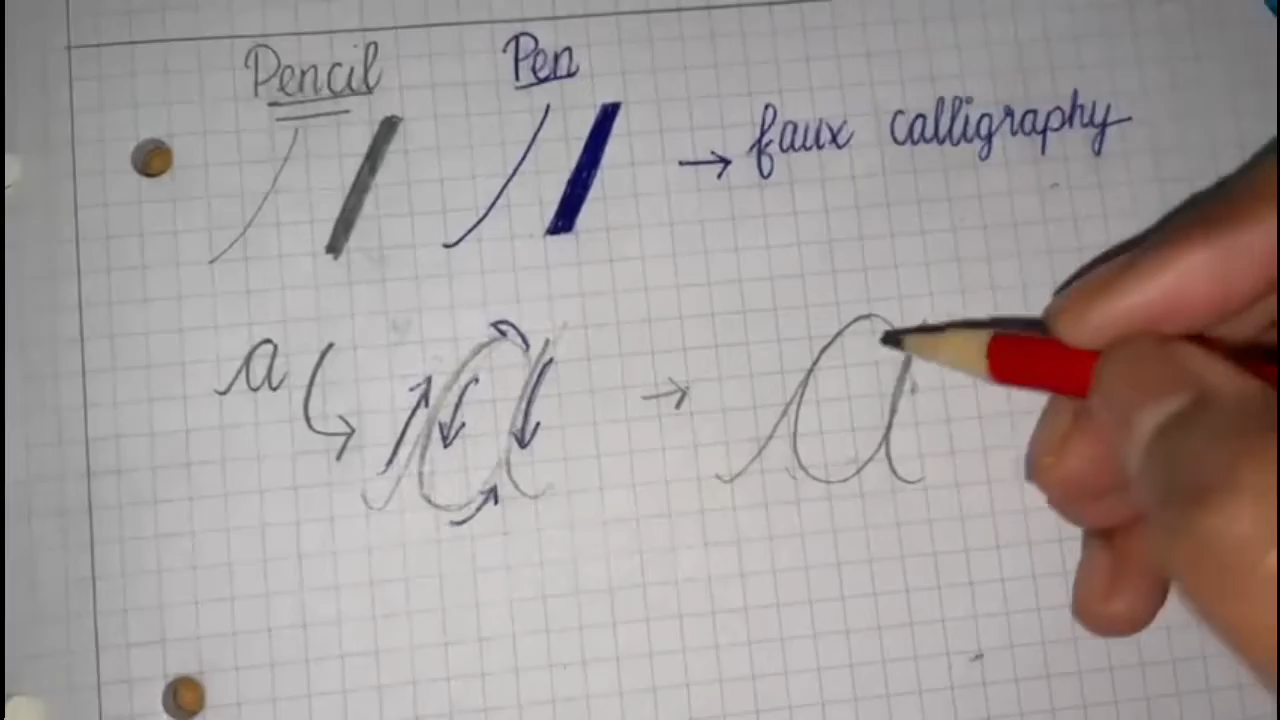 Pencil Pen
→ faux calligraphy
a a → a